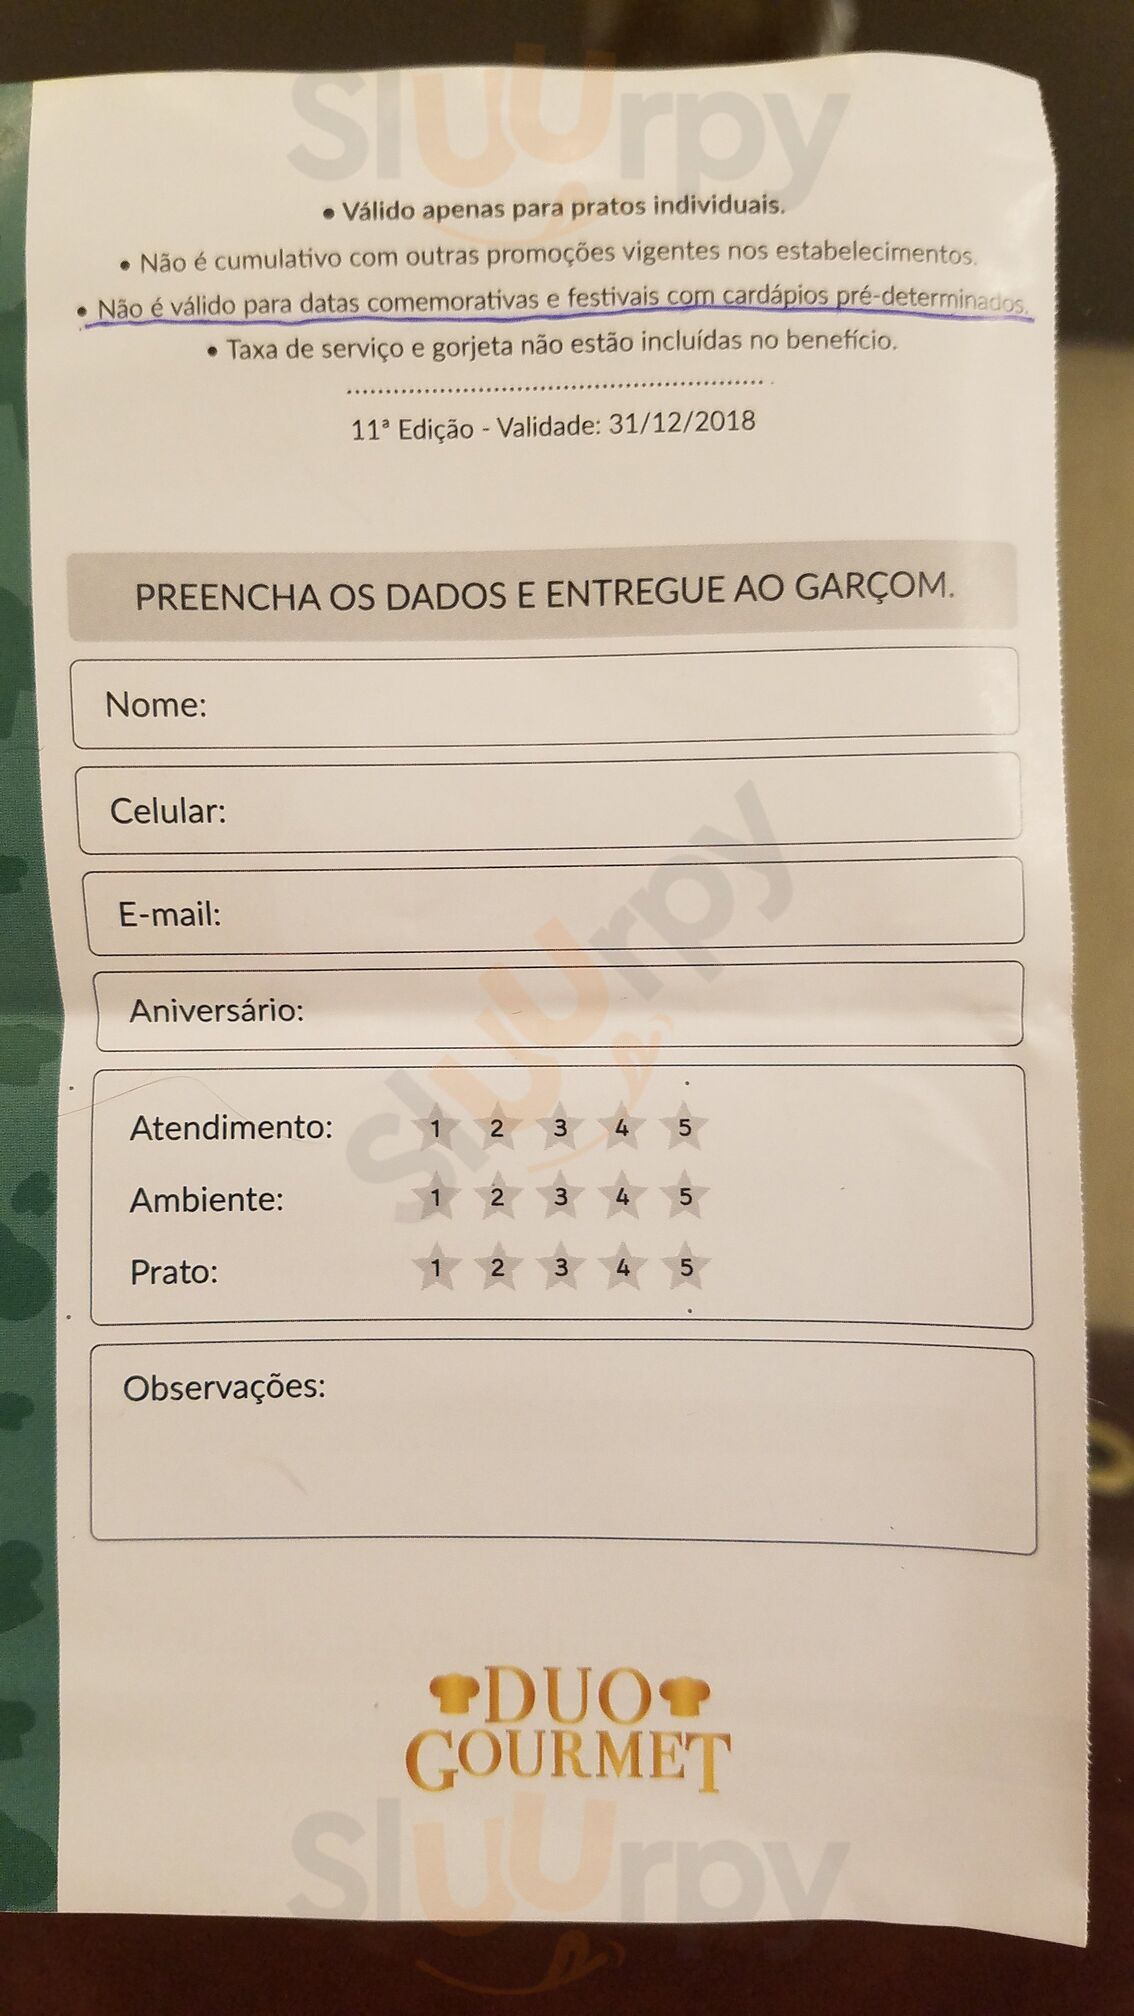 Sluurpy
• Válido apenas para pratos individuais.
• Não é cumulativo com outras promoções vigentes nos estabelecimentos.
• Não é válido para datas comemorativas e festivais com cardápios pré-determinados.
• Taxa de serviço e gorjeta não estão incluídas no benefício.
11ª Edição - Validade: 31/12/2018
PREENCHA OS DADOS E ENTREGUE AO GARÇOM.
Nome:
Celular:
E-mail:
Sluurpy
Aniversário:
Atendimento: 1 2 3 4 5
Ambiente: 1 2 3 4 5
Prato: 1 2 3 4 5
Observações:
DUO
GOURMET
Sluurpy